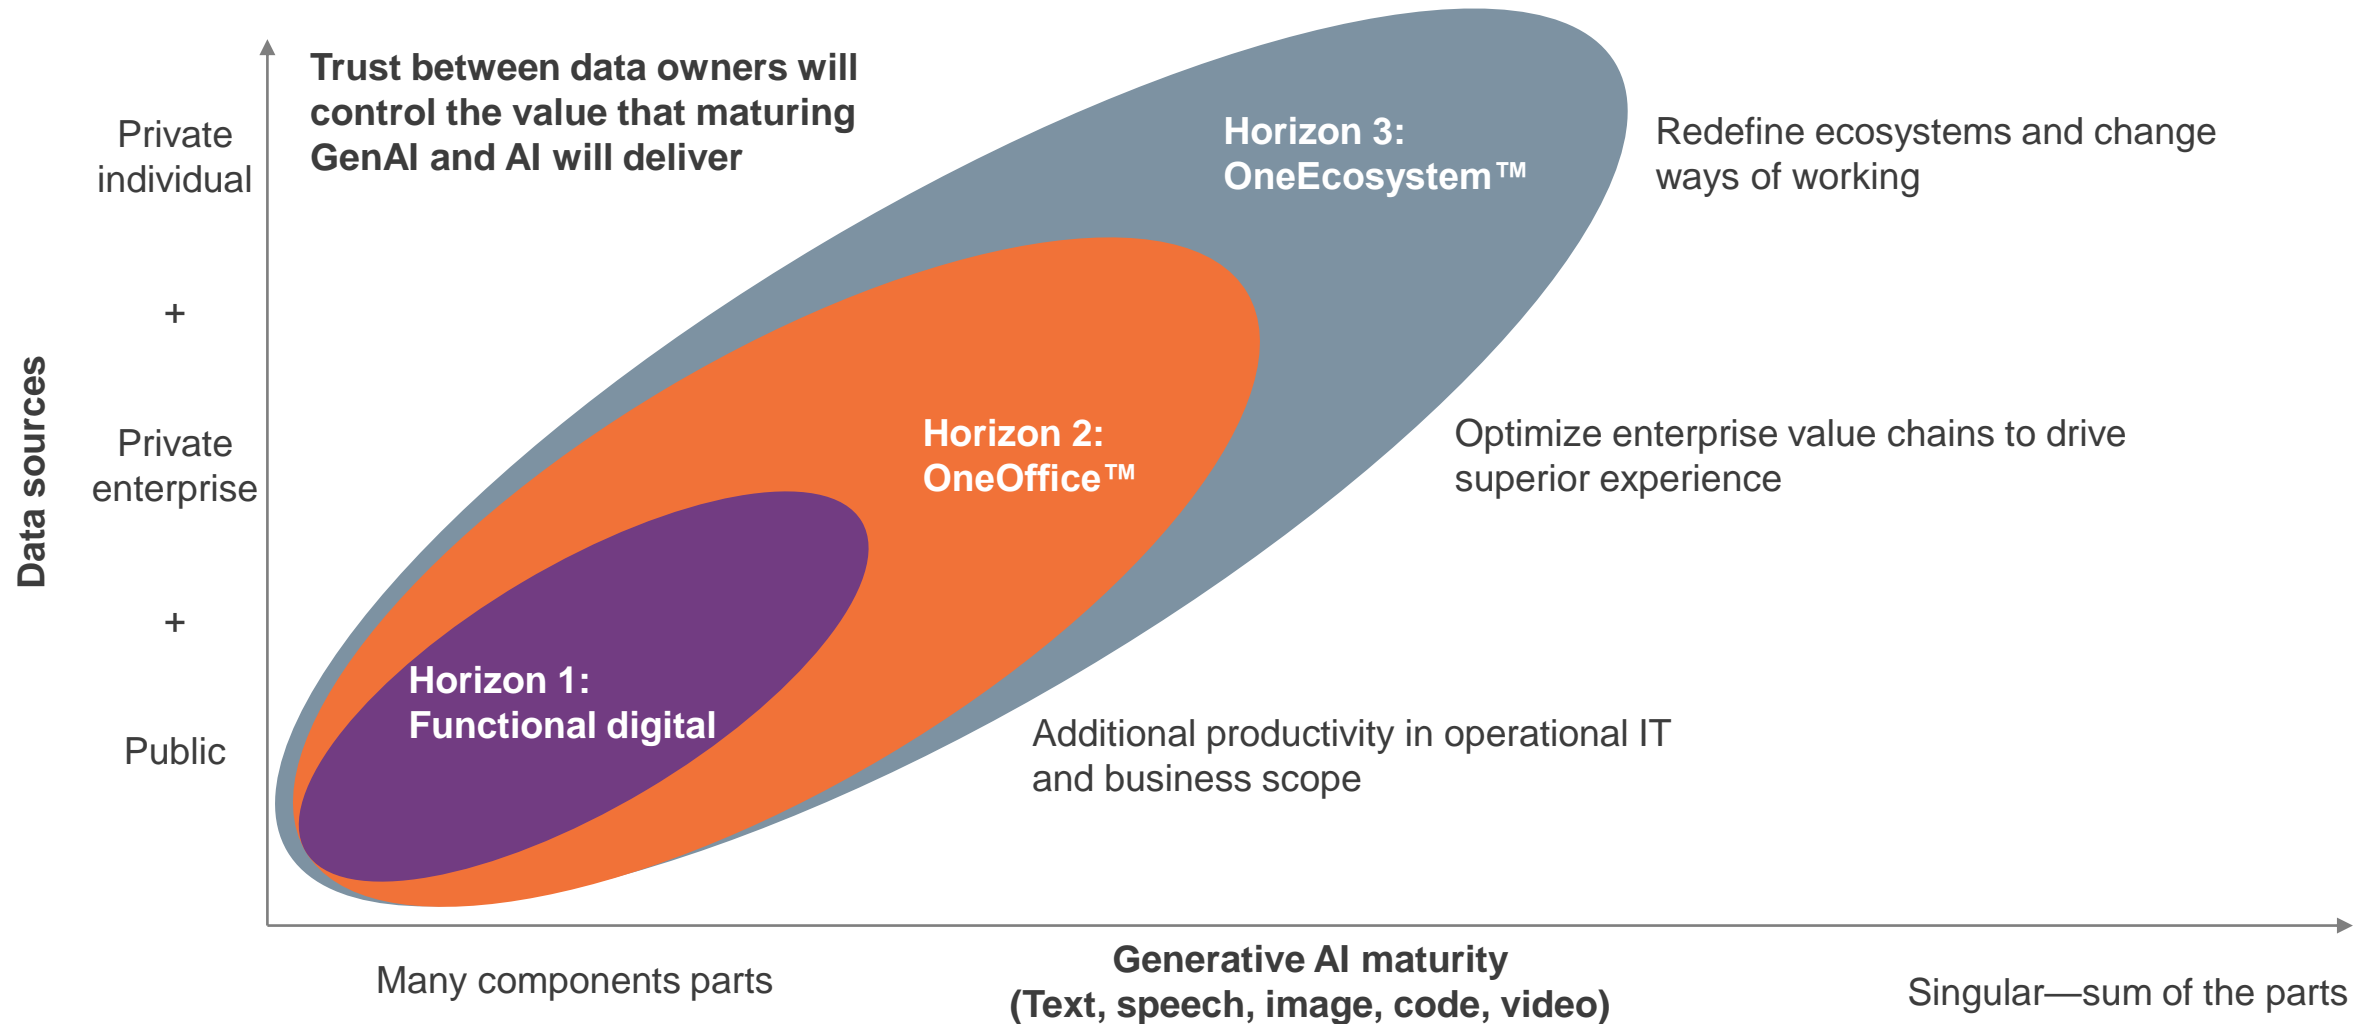 Trust between data owners will
control the value that maturing
GenAI and AI will deliver
Data sources
Private
individual
+
Private
enterprise
+
Public
Horizon 3:
OneEcosystem™
Redefine ecosystems and change
ways of working
Horizon 2:
OneOffice™
Optimize enterprise value chains to drive
superior experience
Horizon 1:
Functional digital
Additional productivity in operational IT
and business scope
Many components parts
Generative AI maturity
(Text, speech, image, code, video)
Singular—sum of the parts